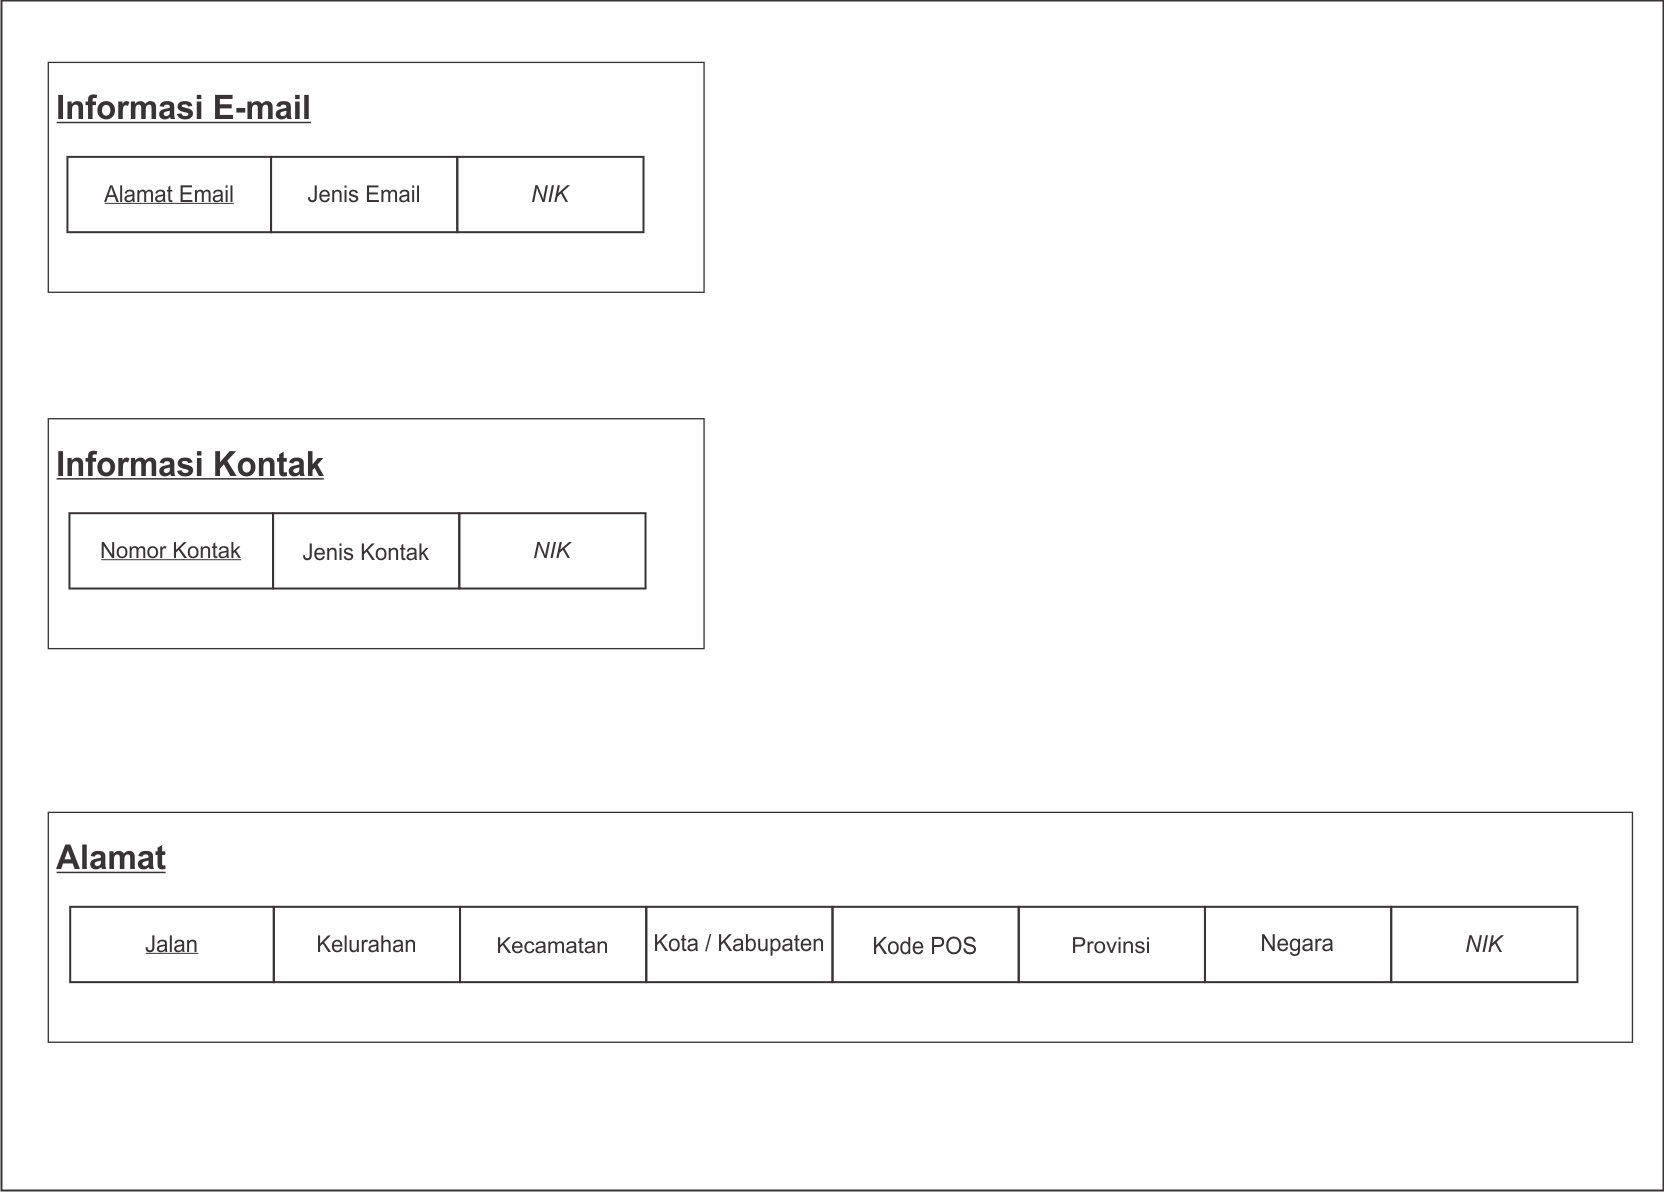 Informasi E-mail
Alamat Email Jenis Email NIK
Informasi Kontak
Nomor Kontak Jenis Kontak NIK
Alamat
Jalan Kelurahan Kecamatan Kota / Kabupaten Kode POS Provinsi Negara NIK